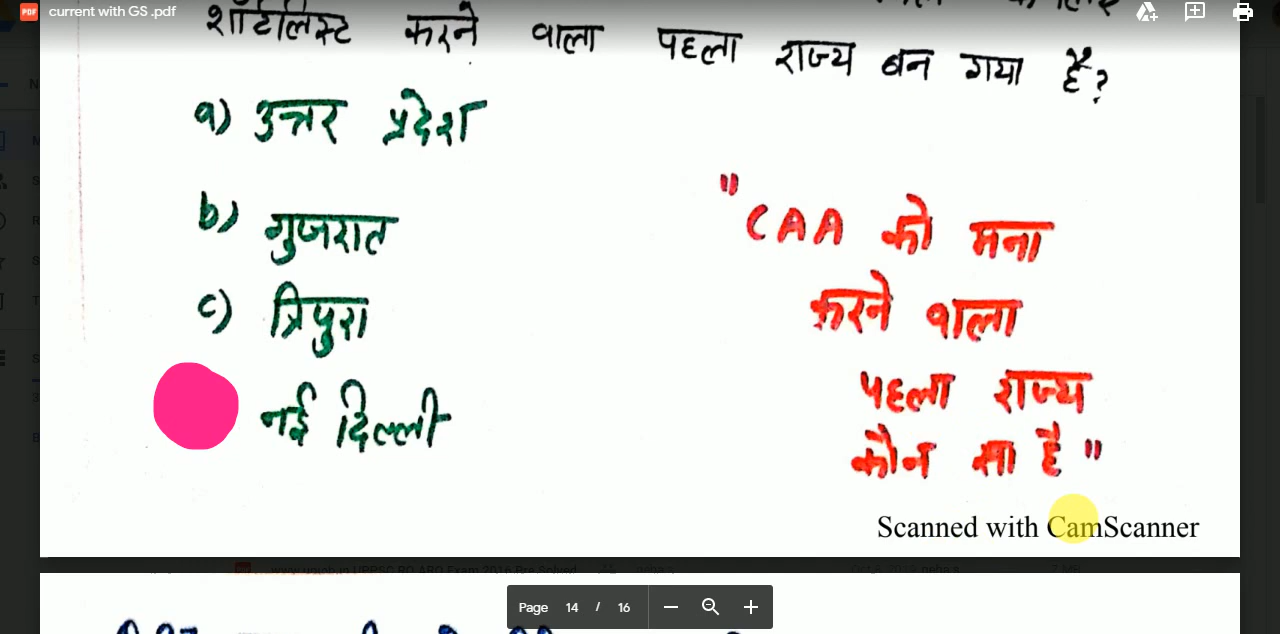 current with GS .pdf
शॉर्टलिस्ट करने वाला पहला राज्य बन गया है?
a) उत्तर प्रदेश
b) गुजरात
c) त्रिपुरा
नई दिल्ली
"CAA को मना
करने वाला
पहला राज्य
कौन सा है"
Scanned with CamScanner
Page 14 / 16